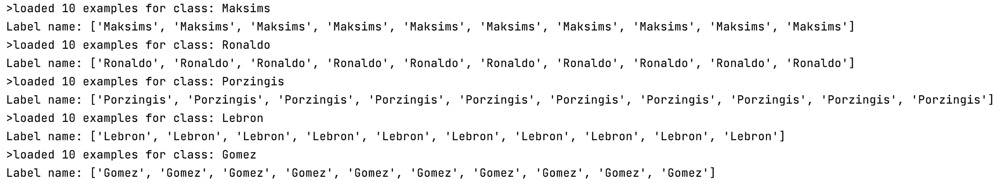 >loaded 10 examples for class: Maksims
Label name: ['Maksims', 'Maksims', 'Maksims', 'Maksims', 'Maksims', 'Maksims', 'Maksims', 'Maksims', 'Maksims', 'Maksims']
>loaded 10 examples for class: Ronaldo
Label name: ['Ronaldo', 'Ronaldo', 'Ronaldo', 'Ronaldo', 'Ronaldo', 'Ronaldo', 'Ronaldo', 'Ronaldo', 'Ronaldo', 'Ronaldo']
>loaded 10 examples for class: Porzingis
Label name: ['Porzingis', 'Porzingis', 'Porzingis', 'Porzingis', 'Porzingis', 'Porzingis', 'Porzingis', 'Porzingis', 'Porzingis', 'Porzingis']
>loaded 10 examples for class: Lebron
Label name: ['Lebron', 'Lebron', 'Lebron', 'Lebron', 'Lebron', 'Lebron', 'Lebron', 'Lebron', 'Lebron', 'Lebron']
>loaded 10 examples for class: Gomez
Label name: ['Gomez', 'Gomez', 'Gomez', 'Gomez', 'Gomez', 'Gomez', 'Gomez', 'Gomez', 'Gomez', 'Gomez']